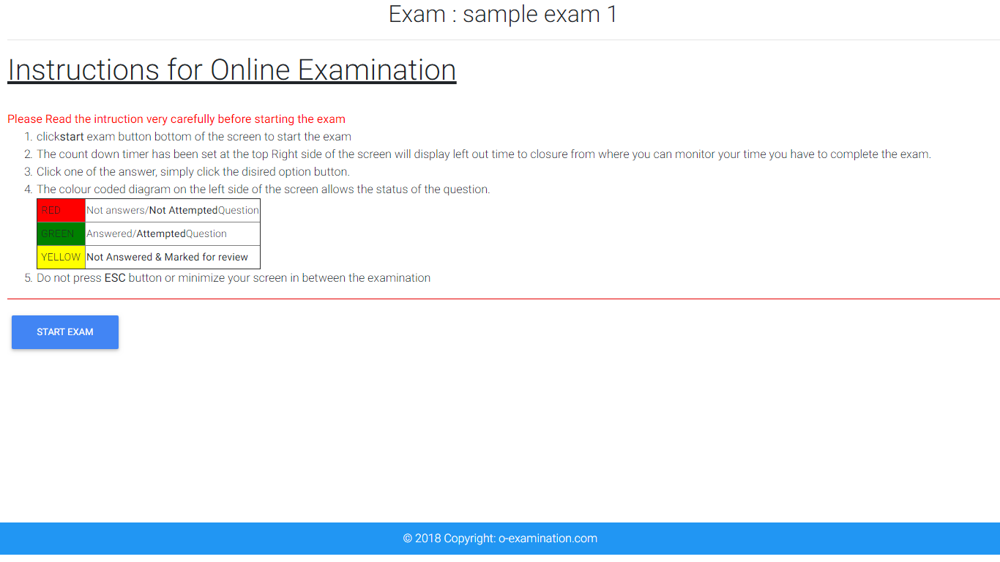 Exam : sample exam 1
Instructions for Online Examination
Please Read the intruction very carefully before starting the exam
1. clickstart exam button bottom of the screen to start the exam
2. The count down timer has been set at the top Right side of the screen will display left out time to closure from where you can monitor your time you have to complete the exam.
3. Click one of the answer, simply click the disired option button.
4. The colour coded diagram on the left side of the screen allows the status of the question.
RED Not answers/Not AttemptedQuestion
GREEN Answered/AttemptedQuestion
YELLOW Not Answered & Marked for review
5. Do not press ESC button or minimize your screen in between the examination
START EXAM
© 2018 Copyright: o-examination.com